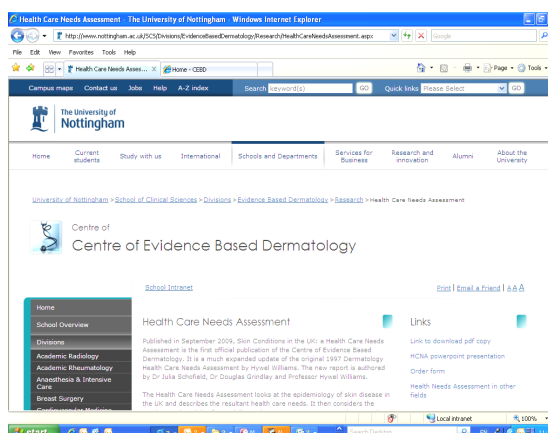 Health Care Needs Assessment - The University of Nottingham - Windows Internet Explorer
http://www.nottingham.ac.uk/SCS/Divisions/EvidenceBasedDermatology/Research/HealthCareNeedsAssessment.aspx
Google
File Edit View Favorites Tools Help
Health Care Needs Asses... Home - CEBD
Page Tools
Campus maps Contact us Jobs Help A-Z index Search keyword(s) GO Quick links Please Select GO
The University of
Nottingham
Home Current students Study with us International Schools and Departments Services for Business Research and innovation Alumni About the University
University of Nottingham > School of Clinical Sciences > Divisions > Evidence Based Dermatology > Research > Health Care Needs Assessment
Centre of
Centre of Evidence Based Dermatology
School Intranet Print | Email a Friend | A A A
Home
School Overview
Divisions
Academic Radiology
Academic Rheumatology
Anaesthesia & Intensive
Care
Breast Surgery
Cardiovascular Medicine
Health Care Needs Assessment
Published in September 2009. Skin Conditions in the UK: a Health Care Needs
Assessment is the first official publication of the Centre of Evidence Based
Dermatology. It is a much expanded update of the original 1997 Dermatology
Health Care Needs Assessment by Hywel Williams. The new report is authored
by Dr Julia Schofield, Dr Douglas Grindlay and Professor Hywel Williams.
The Health Care Needs Assessment looks at the epidemiology of skin disease in
the UK and describes the resultant health care needs. It then considers the
Links
Link to download pdf copy
HCNA powerpoint presentation
Order form
Health Needs Assessment in other
fields
Local intranet 100%
start Search Desktop EN